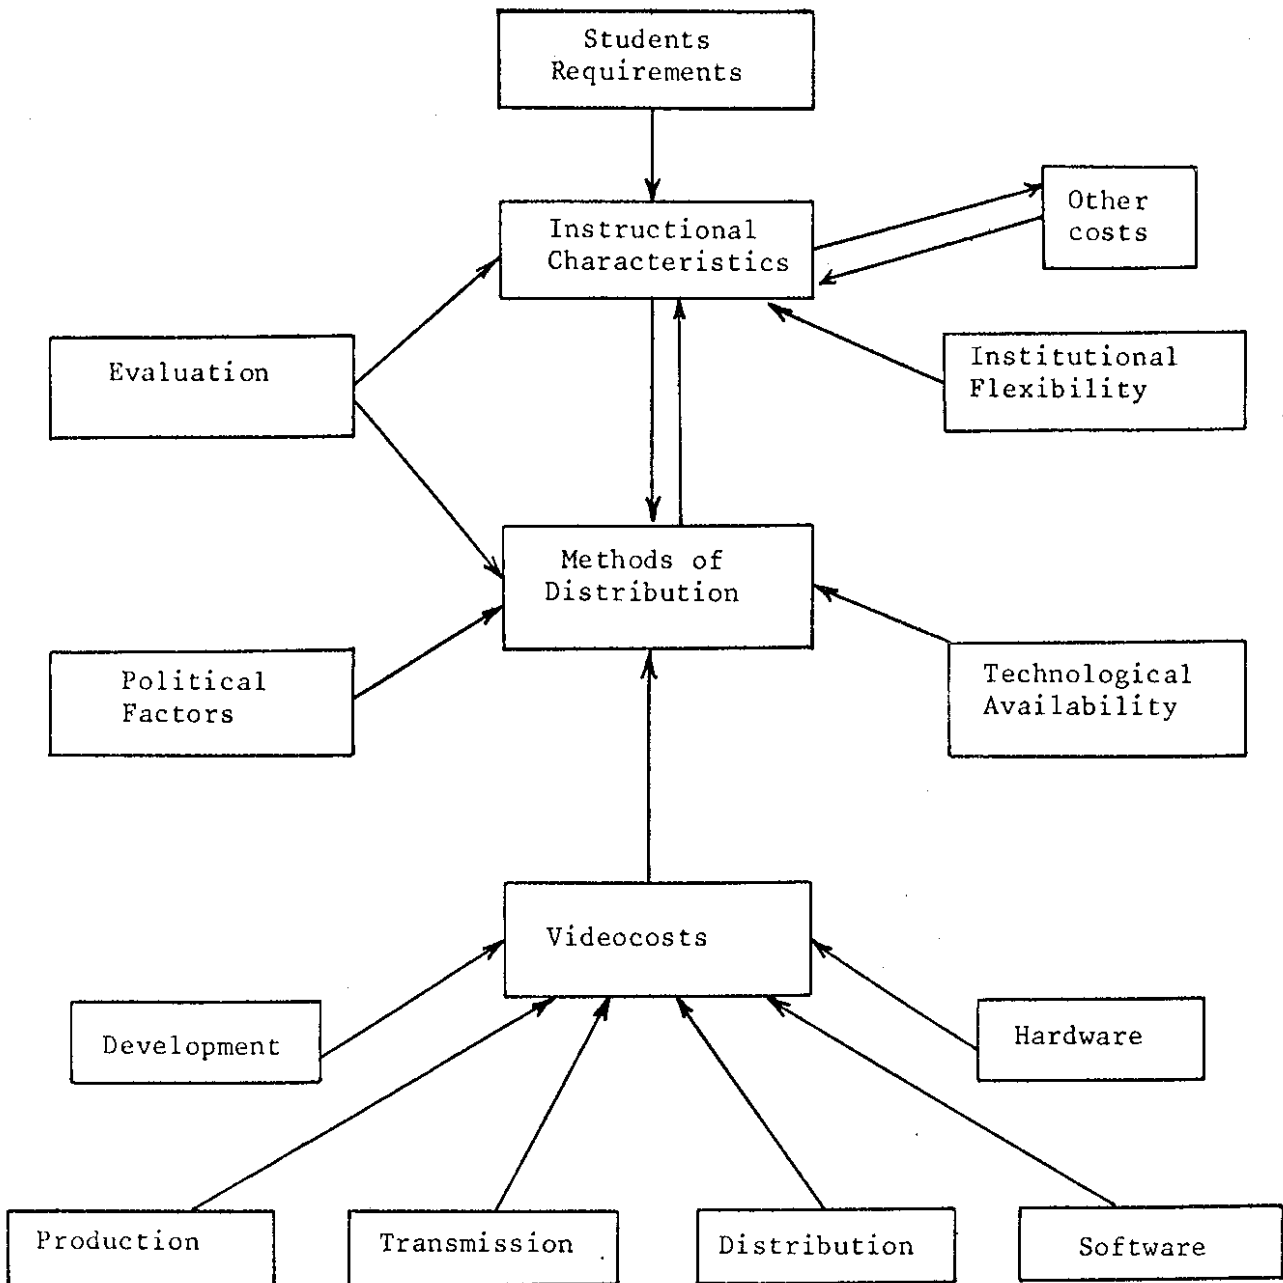 Students
Requirements
Instructional
Characteristics
Other
costs
Evaluation
Institutional
Flexibility
Methods of
Distribution
Political
Factors
Technological
Availability
Videocosts
Development
Hardware
Production
Transmission
Distribution
Software